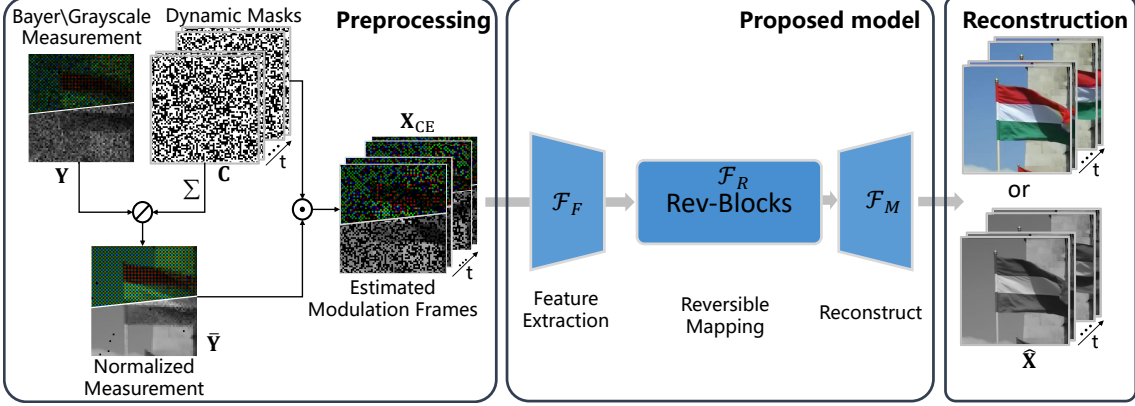 Preprocessing
Bayer\Grayscale
Measurement
Dynamic Masks
Y
Σ
C
t
X_CE
t
Estimated
Modulation Frames
Ȳ
Normalized
Measurement
Proposed model
ℱ_F
ℱ_R
Rev-Blocks
ℱ_M
Feature
Extraction
Reversible
Mapping
Reconstruct
Reconstruction
t
or
t
X̂